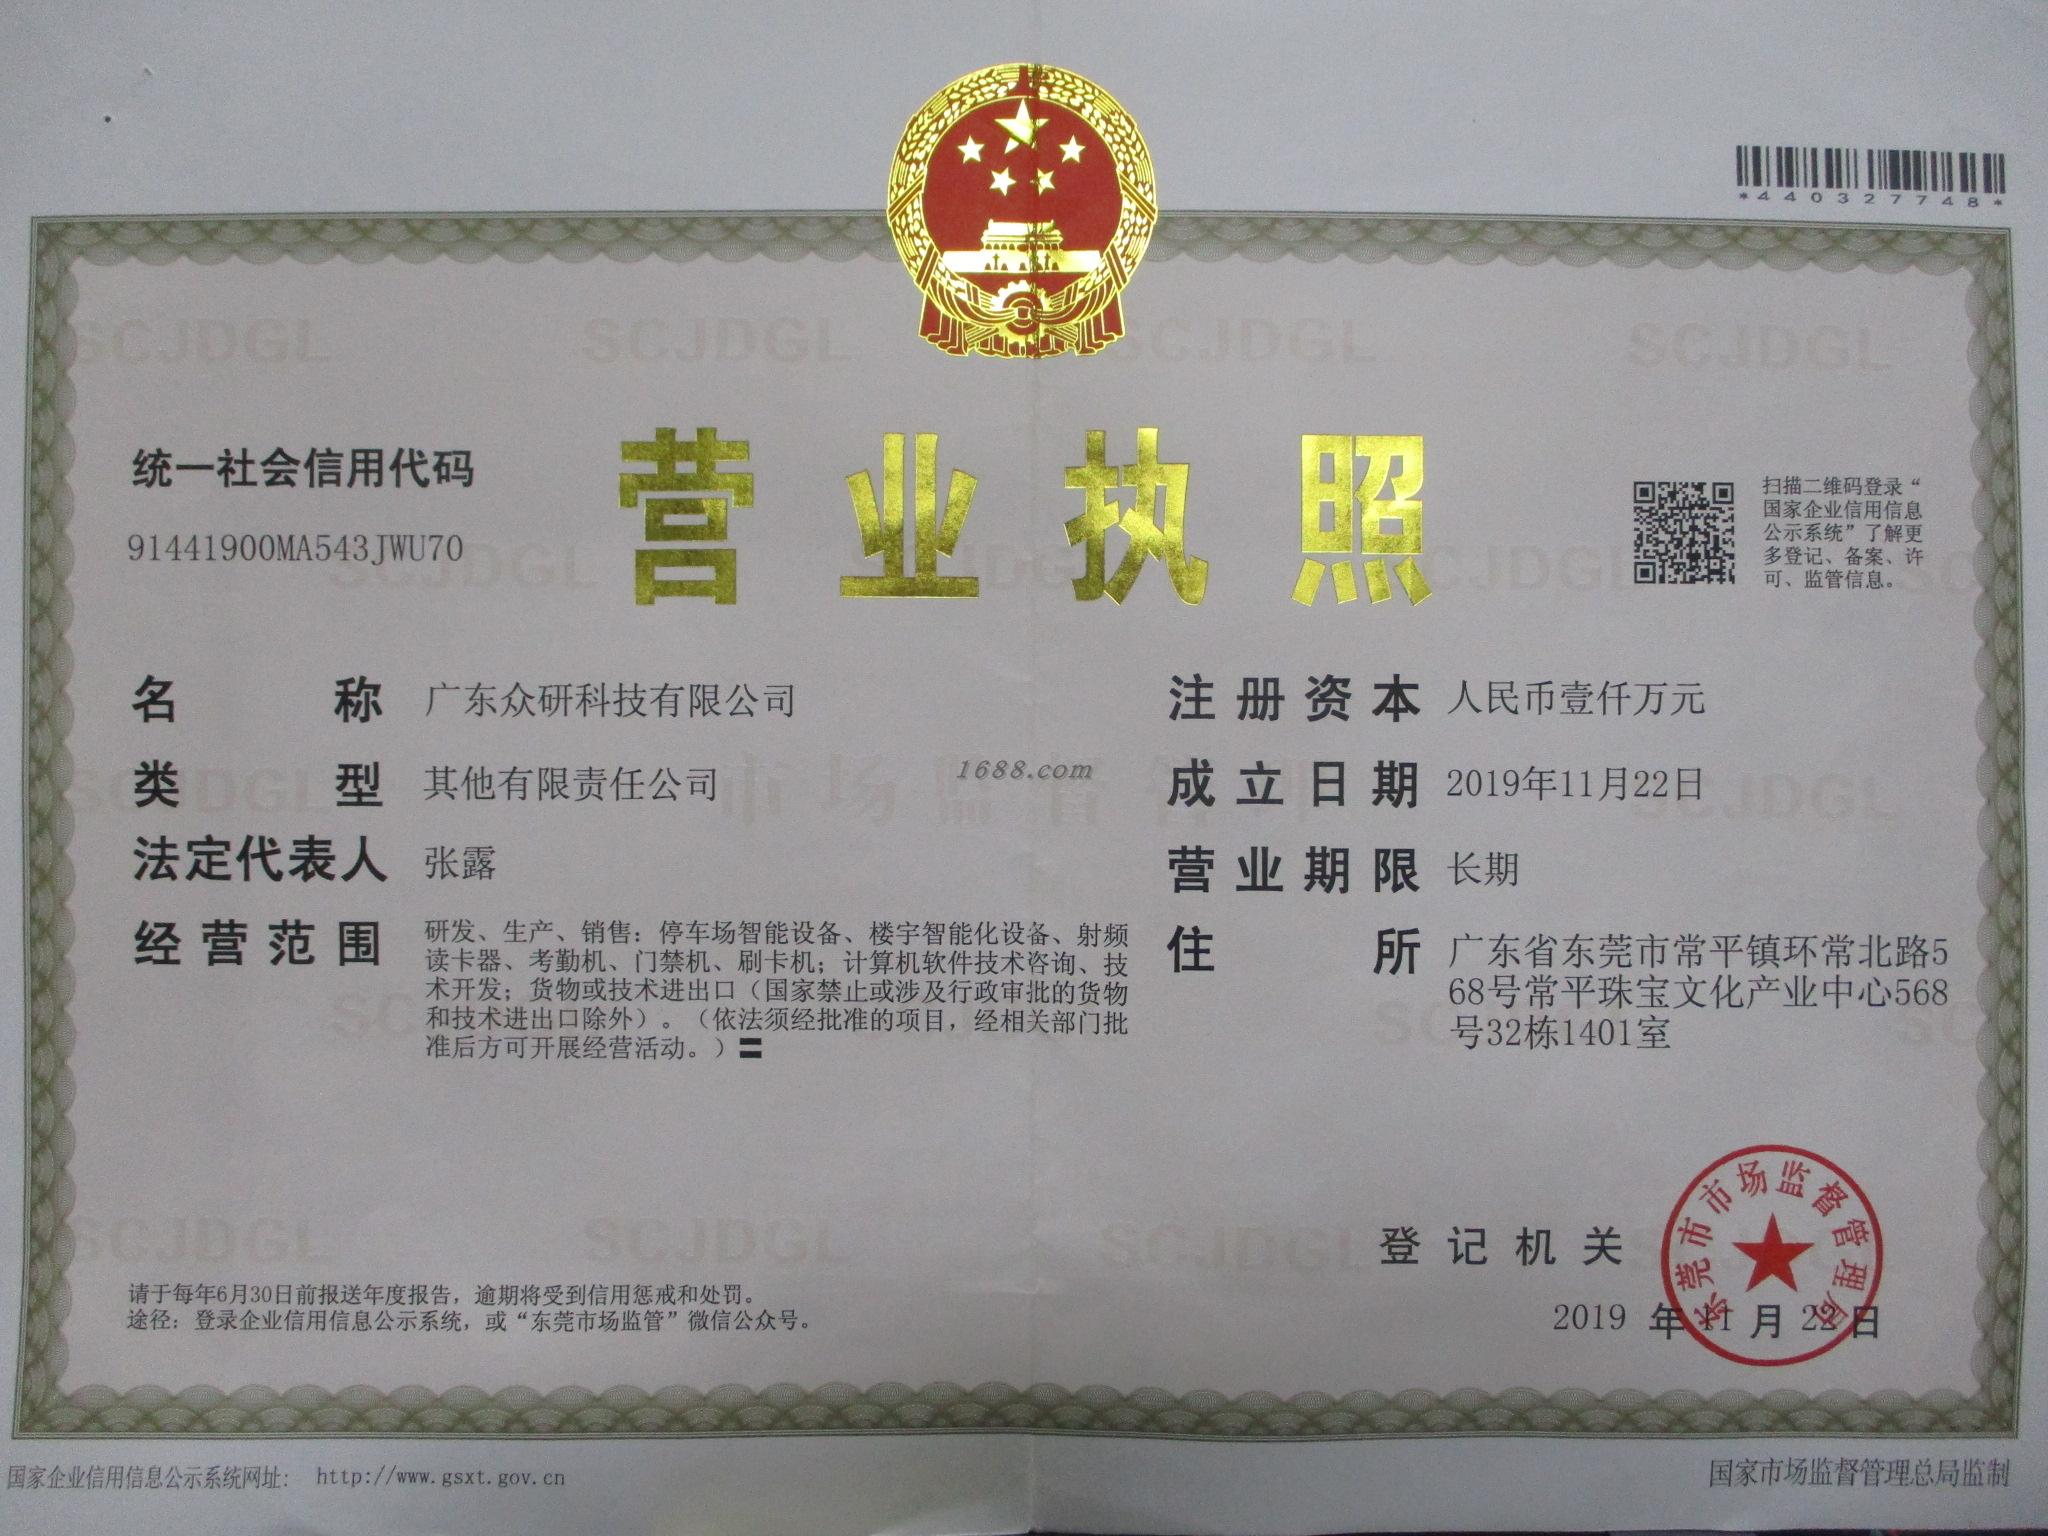 *440327748*
营业执照
统一社会信用代码
91441900MA543JWU70
扫描二维码登录“
国家企业信用信息
公示系统”了解更
多登记、备案、许
可、监管信息。
名称 广东众研科技有限公司
类型 其他有限责任公司
法定代表人 张露
经营范围 研发、生产、销售：停车场智能设备、楼宇智能化设备、射频
读卡器、考勤机、门禁机、刷卡机；计算机软件技术咨询、技
术开发；货物或技术进出口（国家禁止或涉及行政审批的货物
和技术进出口除外）。（依法须经批准的项目，经相关部门批
准后方可开展经营活动。）
注册资本 人民币壹仟万元
成立日期 2019年11月22日
营业期限 长期
住所 广东省东莞市常平镇环常北路5
68号常平珠宝文化产业中心568
号32栋1401室
1688.com
登记机关
东莞市市场监督管理局
2019 年 11 月 22 日
请于每年6月30日前报送年度报告，逾期将受到信用惩戒和处罚。
途径：登录企业信用信息公示系统，或“东莞市场监管”微信公众号。
国家企业信用信息公示系统网址： http://www.gsxt.gov.cn
国家市场监督管理总局监制
SCJDGL
市场监督管理